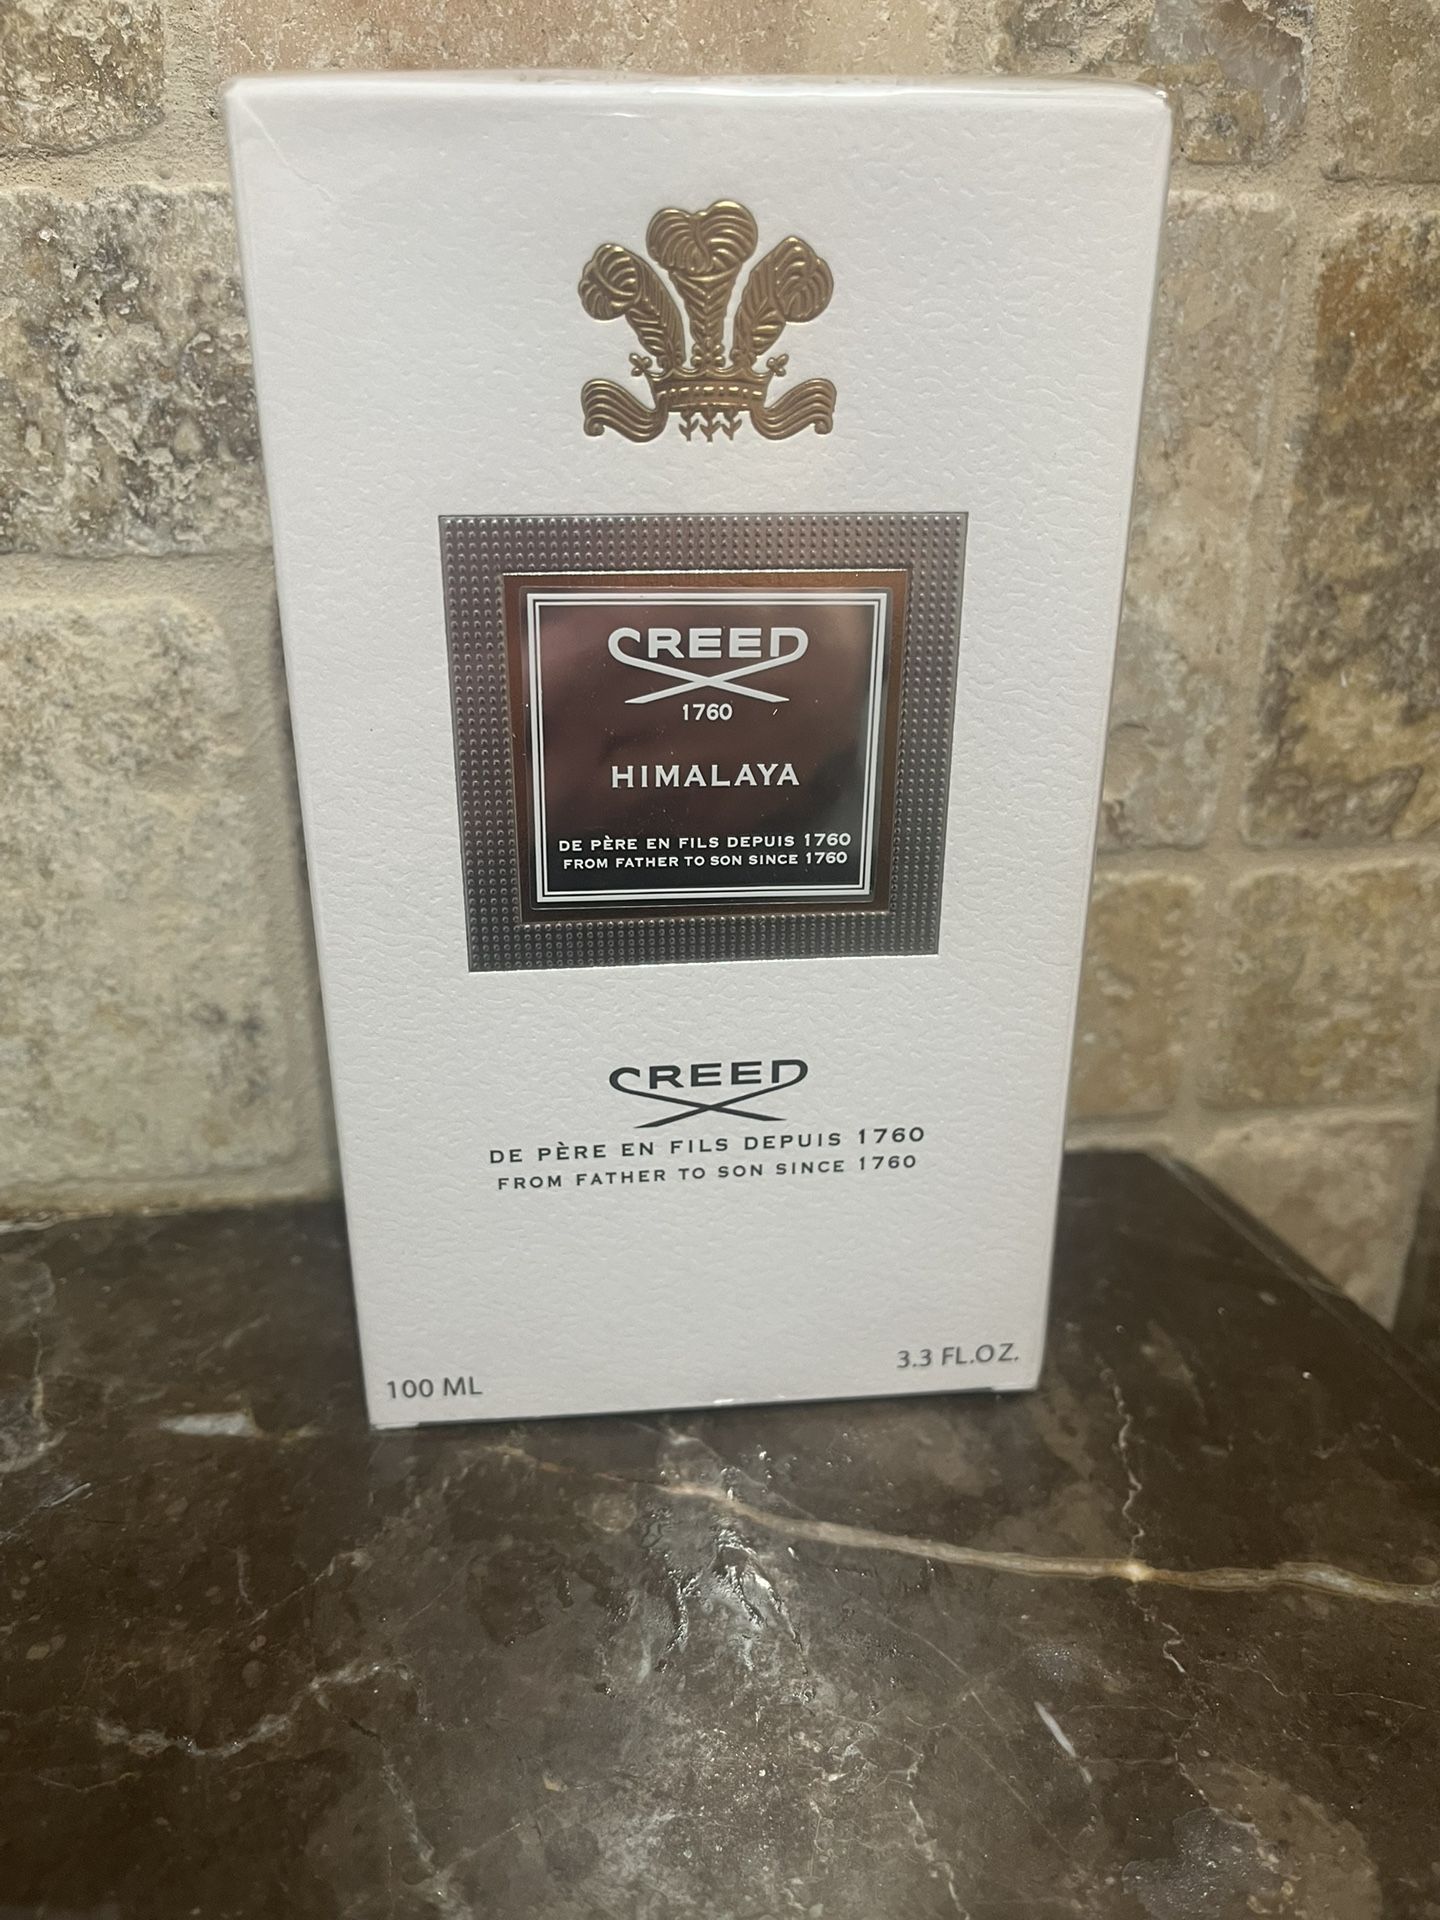 CREED
1760
HIMALAYA
DE PÈRE EN FILS DEPUIS 1760
FROM FATHER TO SON SINCE 1760
CREED
DE PÈRE EN FILS DEPUIS 1760
FROM FATHER TO SON SINCE 1760
100 ML
3.3 FL.OZ.